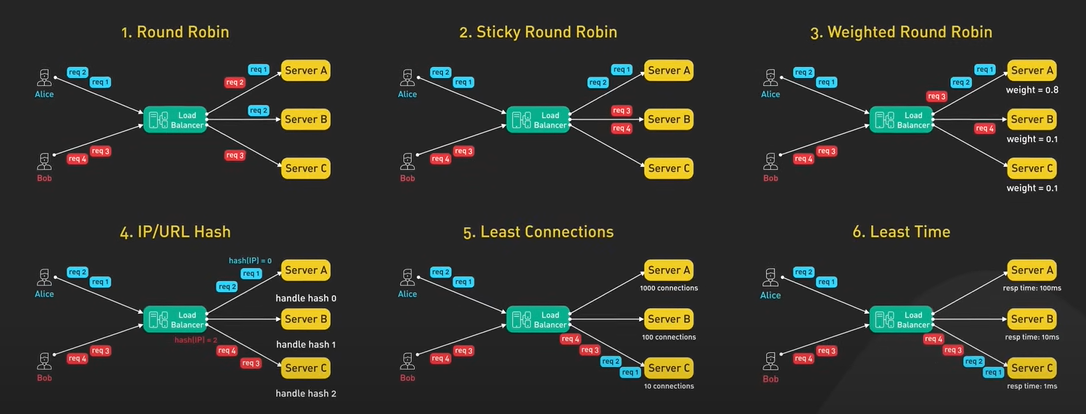 1. Round Robin
req 2
req 1
Alice
req 3
req 4
Bob
Load
Balancer
req 1
req 2
req 2
req 3
Server A
Server B
Server C
2. Sticky Round Robin
req 2
req 1
Alice
req 3
req 4
Bob
Load
Balancer
req 1
req 2
req 3
req 4
Server A
Server B
Server C
3. Weighted Round Robin
req 2
req 1
Alice
req 3
req 4
Bob
Load
Balancer
req 1
req 2
req 3
req 4
Server A
weight = 0.8
Server B
weight = 0.1
Server C
weight = 0.1
4. IP/URL Hash
req 2
req 1
Alice
req 3
req 4
Bob
Load
Balancer
hash(IP) = 0
req 1
req 2
hash(IP) = 2
req 4
req 3
Server A
handle hash 0
Server B
handle hash 1
Server C
handle hash 2
5. Least Connections
req 2
req 1
Alice
req 3
req 4
Bob
Load
Balancer
req 4
req 3
req 2
req 1
Server A
1000 connections
Server B
100 connections
Server C
10 connections
6. Least Time
req 2
req 1
Alice
req 3
req 4
Bob
Load
Balancer
req 4
req 3
req 2
req 1
Server A
resp time: 100ms
Server B
resp time: 10ms
Server C
resp time: 1ms